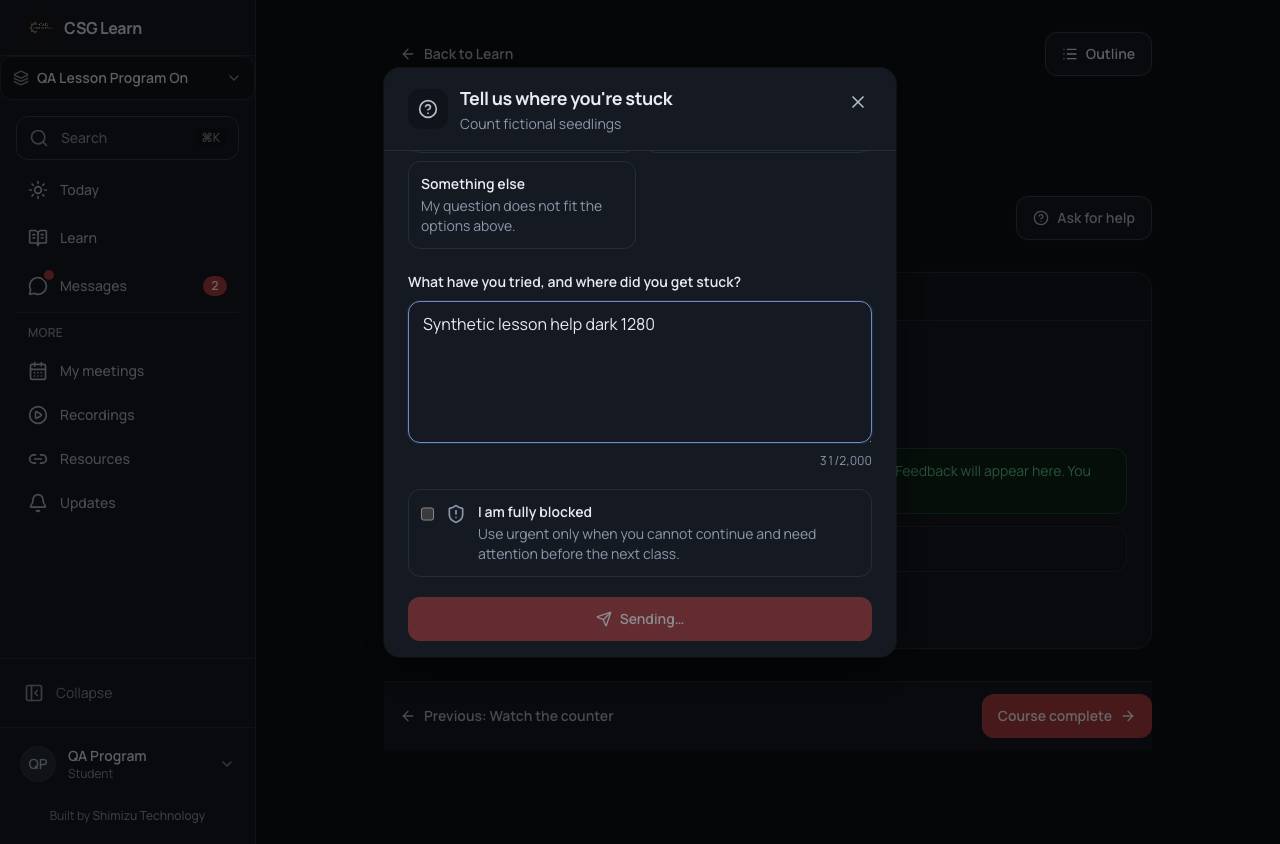 CSG Learn
QA Lesson Program On
Search
⌘K
Today
Learn
Messages
2
MORE
My meetings
Recordings
Resources
Updates
Collapse
QP
QA Program
Student
Built by Shimizu Technology
Back to Learn
Outline
Ask for help
Tell us where you're stuck
Count fictional seedlings
Something else
My question does not fit the
options above.
What have you tried, and where did you get stuck?
Synthetic lesson help dark 1280
31/2,000
Feedback will appear here. You
I am fully blocked
Use urgent only when you cannot continue and need
attention before the next class.
Sending…
Previous: Watch the counter
Course complete